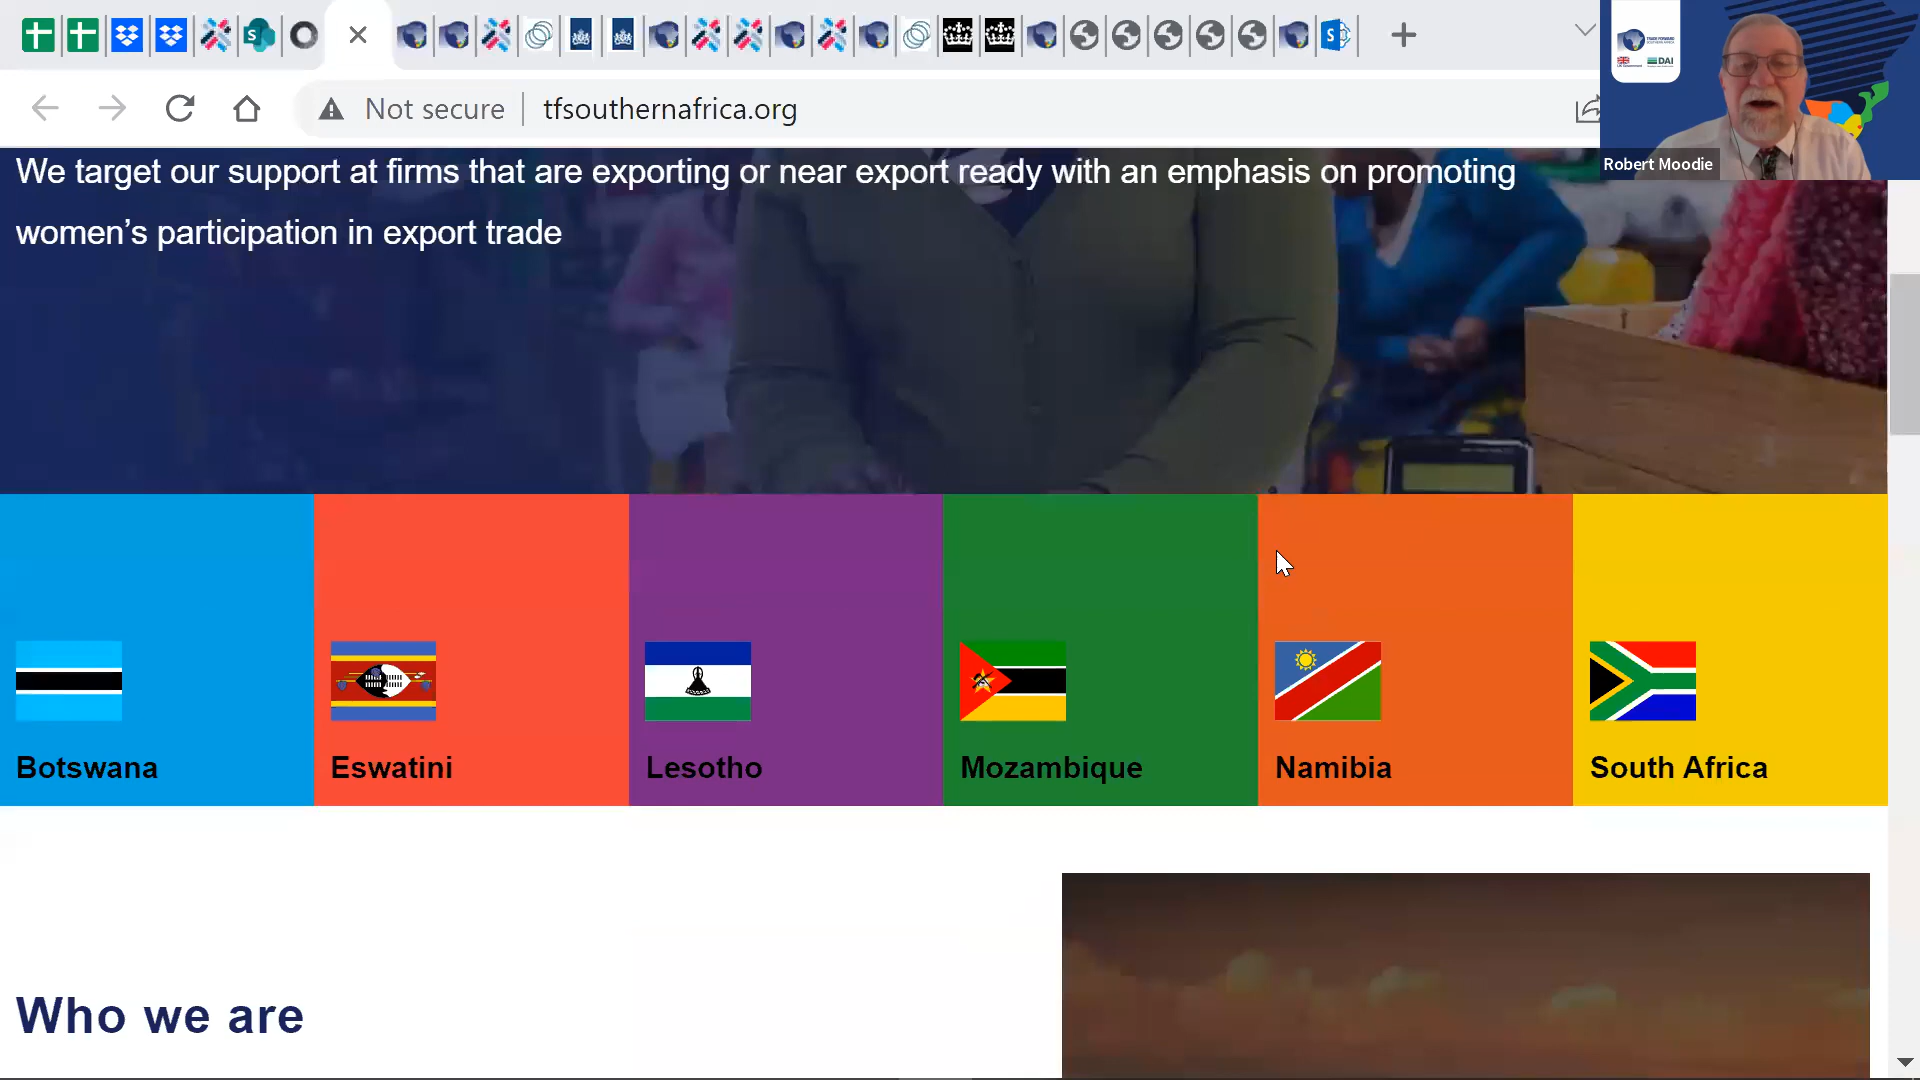 Not secure
tfsouthernafrica.org
DAI
Robert Moodie
We target our support at firms that are exporting or near export ready with an emphasis on promoting
women’s participation in export trade
Botswana
Eswatini
Lesotho
Mozambique
Namibia
South Africa
Who we are